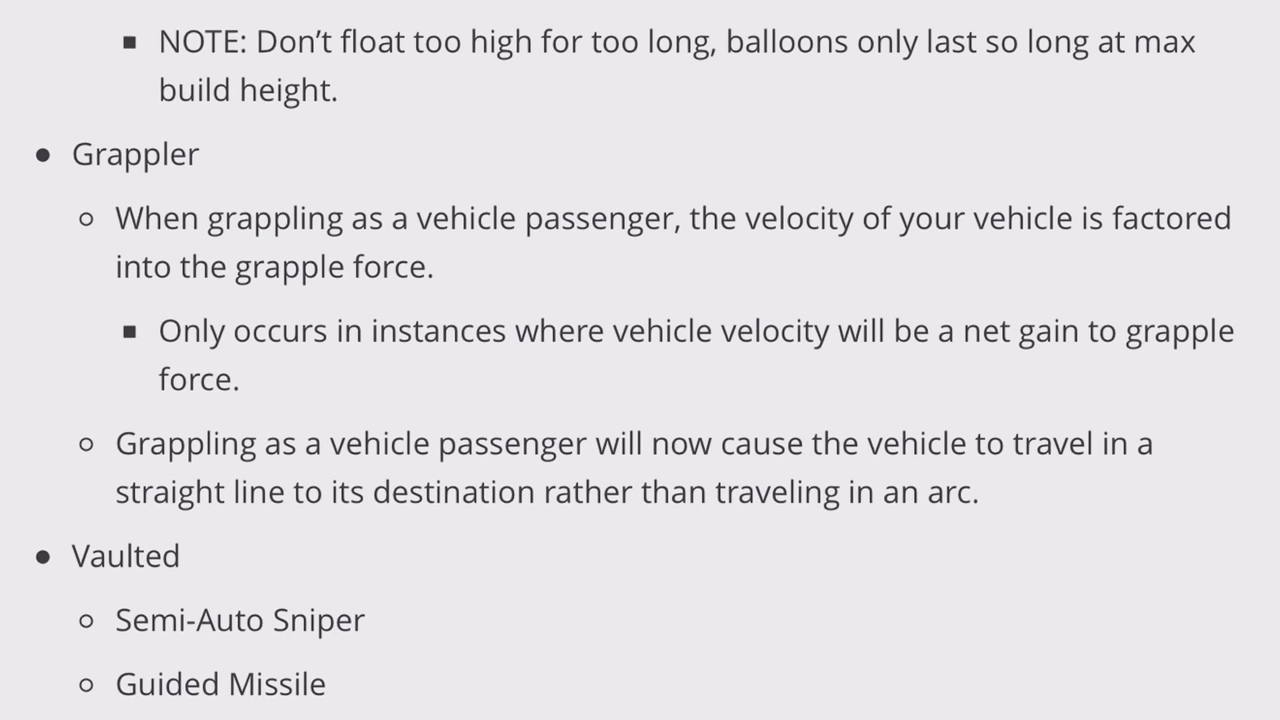 NOTE: Don’t float too high for too long, balloons only last so long at max
build height.
Grappler
When grappling as a vehicle passenger, the velocity of your vehicle is factored
into the grapple force.
Only occurs in instances where vehicle velocity will be a net gain to grapple
force.
Grappling as a vehicle passenger will now cause the vehicle to travel in a
straight line to its destination rather than traveling in an arc.
Vaulted
Semi-Auto Sniper
Guided Missile